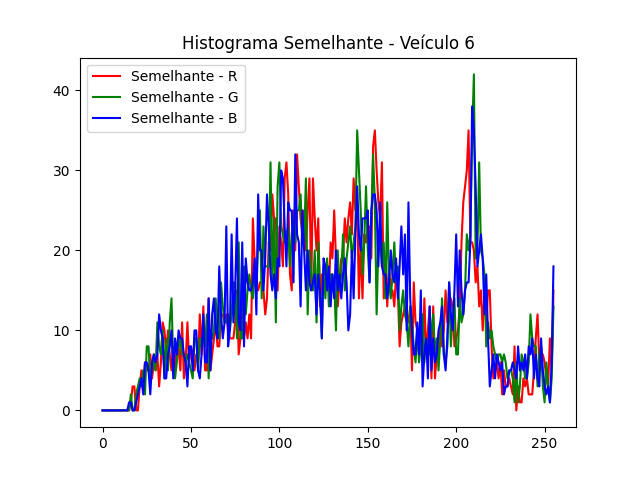 Histograma Semelhante - Veículo 6
Semelhante - R
Semelhante - G
Semelhante - B
40
30
20
10
0
0 50 100 150 200 250